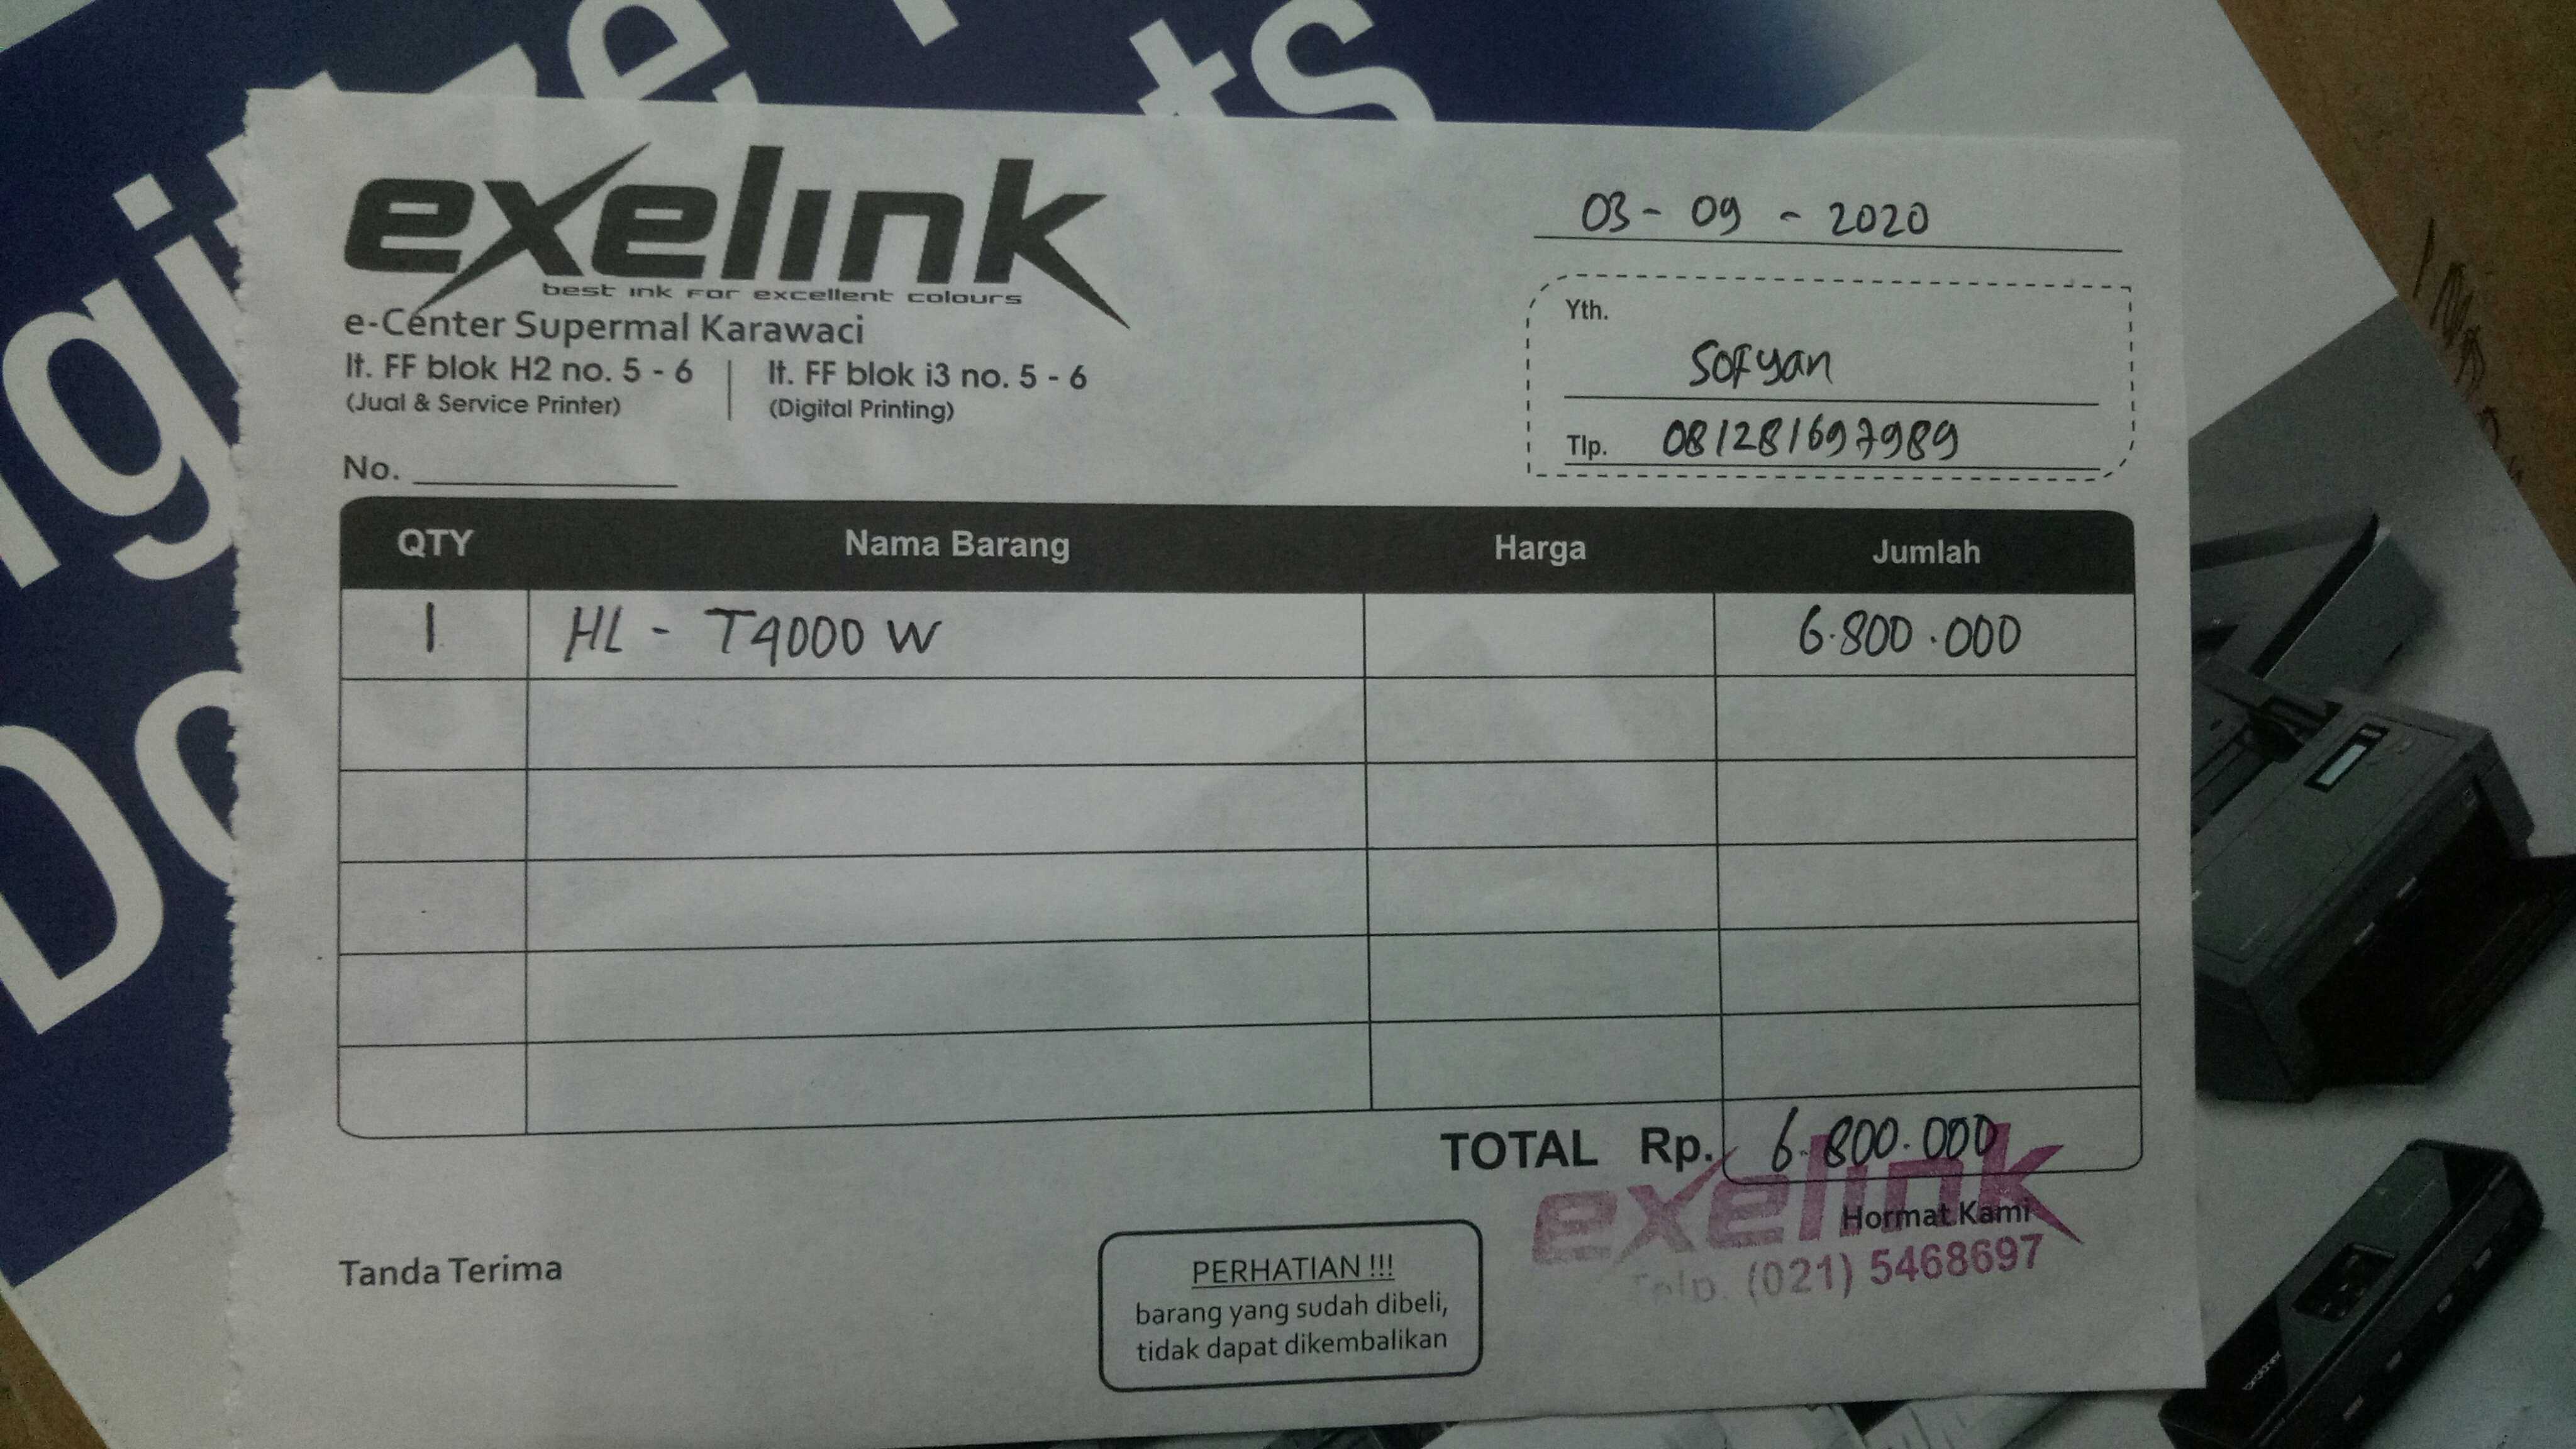 exelink
best ink for excellent colours
e-Center Supermal Karawaci
lt. FF blok H2 no. 5 - 6
(Jual & Service Printer)
lt. FF blok i3 no. 5 - 6
(Digital Printing)
No.
03 - 09 - 2020
Yth.
Sofyan
Tlp. 081281697989
QTY Nama Barang Harga Jumlah
1 HL - T4000 W 6.800.000
TOTAL Rp. 6.800.000
exelink
Hormat Kami
Telp. (021) 5468697
Tanda Terima
PERHATIAN !!!
barang yang sudah dibeli,
tidak dapat dikembalikan
brother